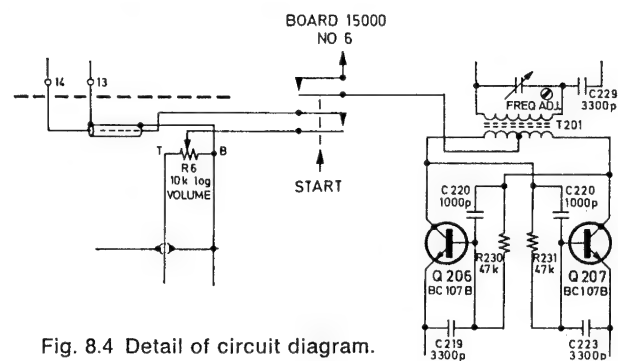 BOARD 15000
NO 6
14
13
FREQ ADJ.
C229
3300p
T201
T
B
R6
10k log
VOLUME
START
C220
1000p
C220
1000p
R230
47k
R231
47k
Q 206
BC107B
Q 207
BC107B
C219
3300p
C223
3300p
Fig. 8.4 Detail of circuit diagram.